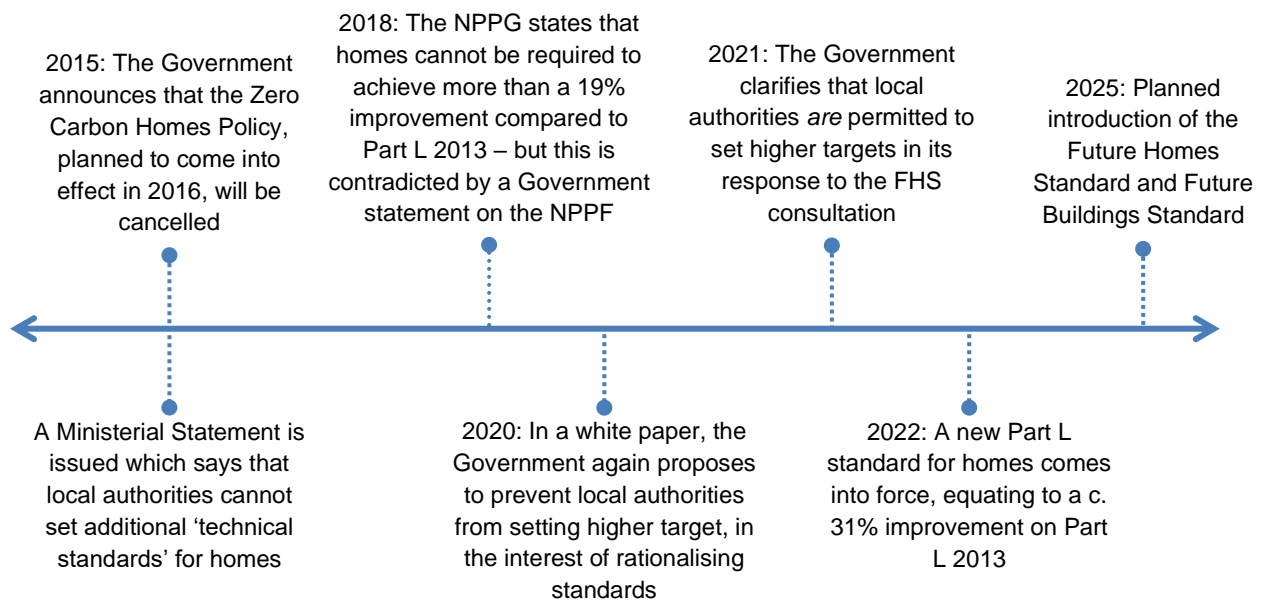 2015: The Government
announces that the Zero
Carbon Homes Policy,
planned to come into
effect in 2016, will be
cancelled
A Ministerial Statement is
issued which says that
local authorities cannot
set additional ‘technical
standards’ for homes
2018: The NPPG states that
homes cannot be required to
achieve more than a 19%
improvement compared to
Part L 2013 – but this is
contradicted by a Government
statement on the NPPF
2020: In a white paper, the
Government again proposes
to prevent local authorities
from setting higher target, in
the interest of rationalising
standards
2021: The Government
clarifies that local
authorities are permitted to
set higher targets in its
response to the FHS
consultation
2022: A new Part L
standard for homes comes
into force, equating to a c.
31% improvement on Part
L 2013
2025: Planned
introduction of the
Future Homes
Standard and Future
Buildings Standard